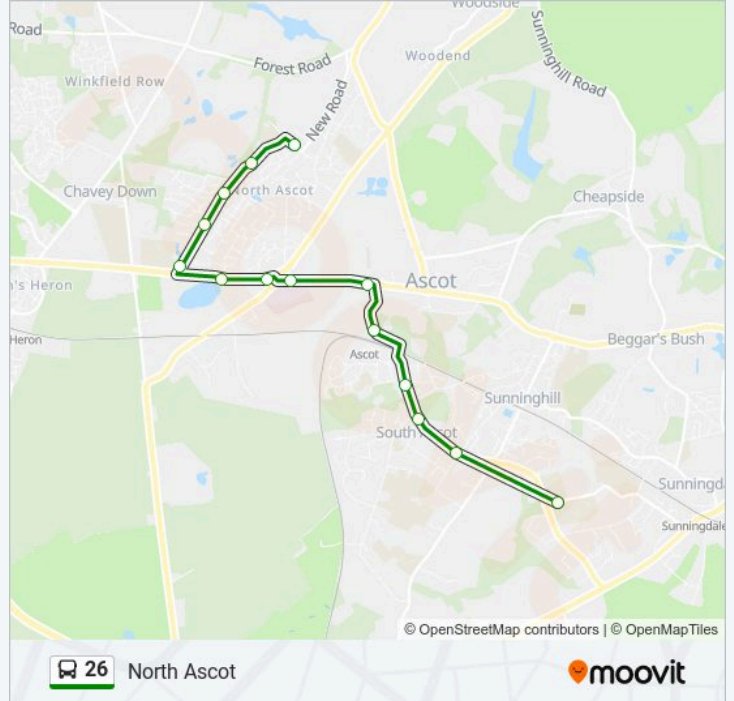 Woodside
Road
Sunninghill Road
Forest Road
Woodend
Winkfield Row
New Road
Chavey Down
North Ascot
Cheapside
n's Heron
Ascot
Heron
Beggar's Bush
Ascot
Sunninghill
South Ascot
Sunningd
Sunningdale
© OpenStreetMap contributors | © OpenMapTiles
26 North Ascot
moovit